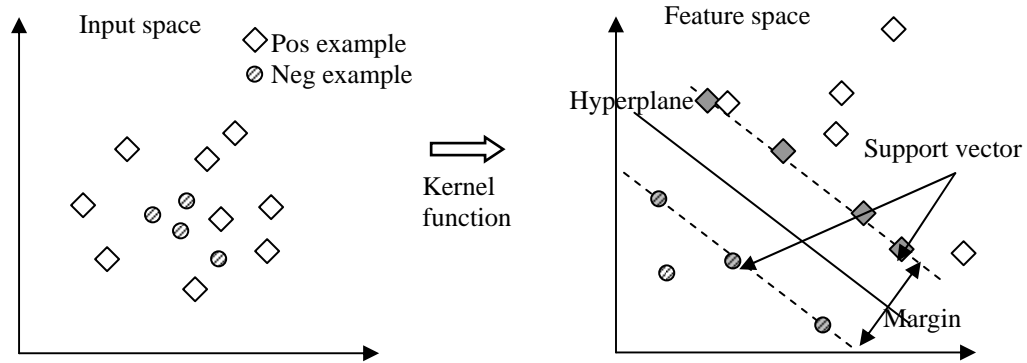 Input space
Pos example
Neg example
Kernel
function
Feature space
Hyperplane
Support vector
Margin